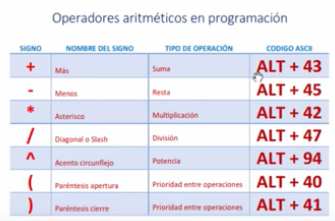 Operadores aritméticos en programación
SIGNO NOMBRE DEL SIGNO TIPO DE OPERACIÓN CODIGO ASCII
+ Más Suma ALT + 43
- Menos Resta ALT + 45
* Asterisco Multiplicación ALT + 42
/ Diagonal o Slash División ALT + 47
^ Acento circunflejo Potencia ALT + 94
( Paréntesis apertura Prioridad entre operaciones ALT + 40
) Paréntesis cierre Prioridad entre operaciones ALT + 41